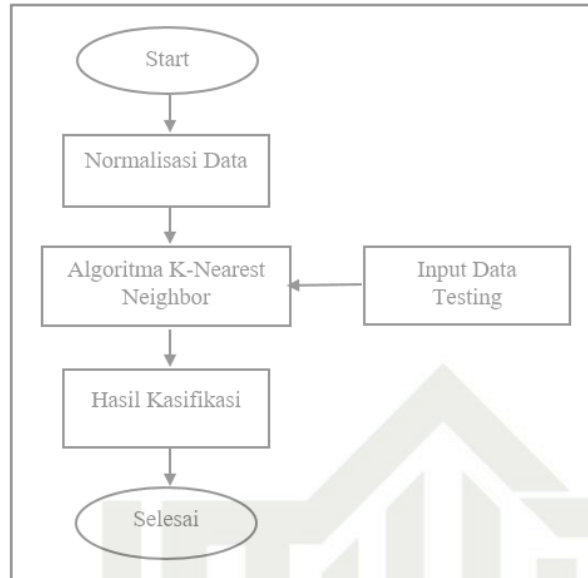 Start
Normalisasi Data
Algoritma K-Nearest
Neighbor
Input Data
Testing
Hasil Kasifikasi
Selesai